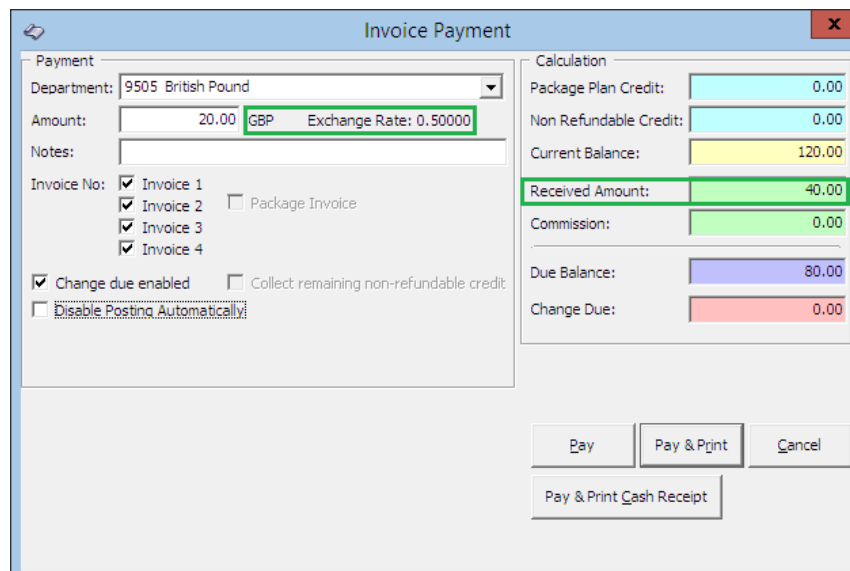 Invoice Payment
x
Payment
Department: 9505 British Pound
Amount: 20.00 GBP Exchange Rate: 0.50000
Notes:
Invoice No: Invoice 1
Invoice 2
Package Invoice
Invoice 3
Invoice 4
Change due enabled Collect remaining non-refundable credit
Disable Posting Automatically
Calculation
Package Plan Credit: 0.00
Non Refundable Credit: 0.00
Current Balance: 120.00
Received Amount: 40.00
Commission: 0.00
Due Balance: 80.00
Change Due: 0.00
Pay Pay & Print Cancel
Pay & Print Cash Receipt